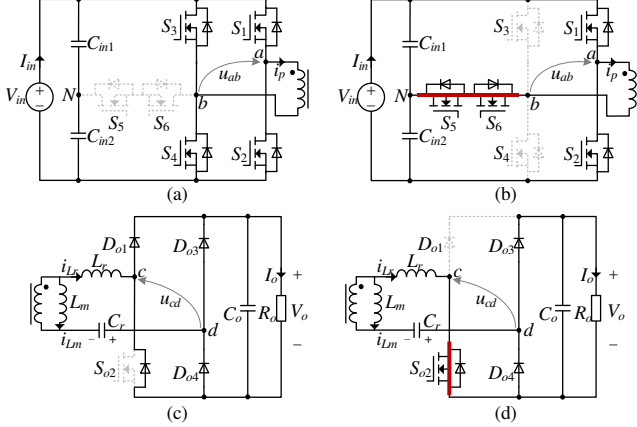 S3
S1
a
Cin1
ip
Iin
uab
Vin
N
b
S5
S6
Cin2
S4
S2
(a)
S3
S1
a
Cin1
ip
Iin
uab
Vin
N
b
S5
S6
Cin2
S4
S2
(b)
Do1
Do3
iLr
Lr
c
Io
+
Lm
ucd
Co
Ro
Vo
Cr
d
iLm
− +
−
So2
Do4
(c)
Do1
Do3
iLr
Lr
c
Io
+
Lm
ucd
Co
Ro
Vo
Cr
d
iLm
− +
−
So2
Do4
(d)